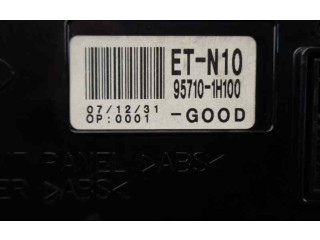 ET-N10
95710-1H100
07/12/31
OP:0001
-GOOD
PANEL >ABS<
>ABS<